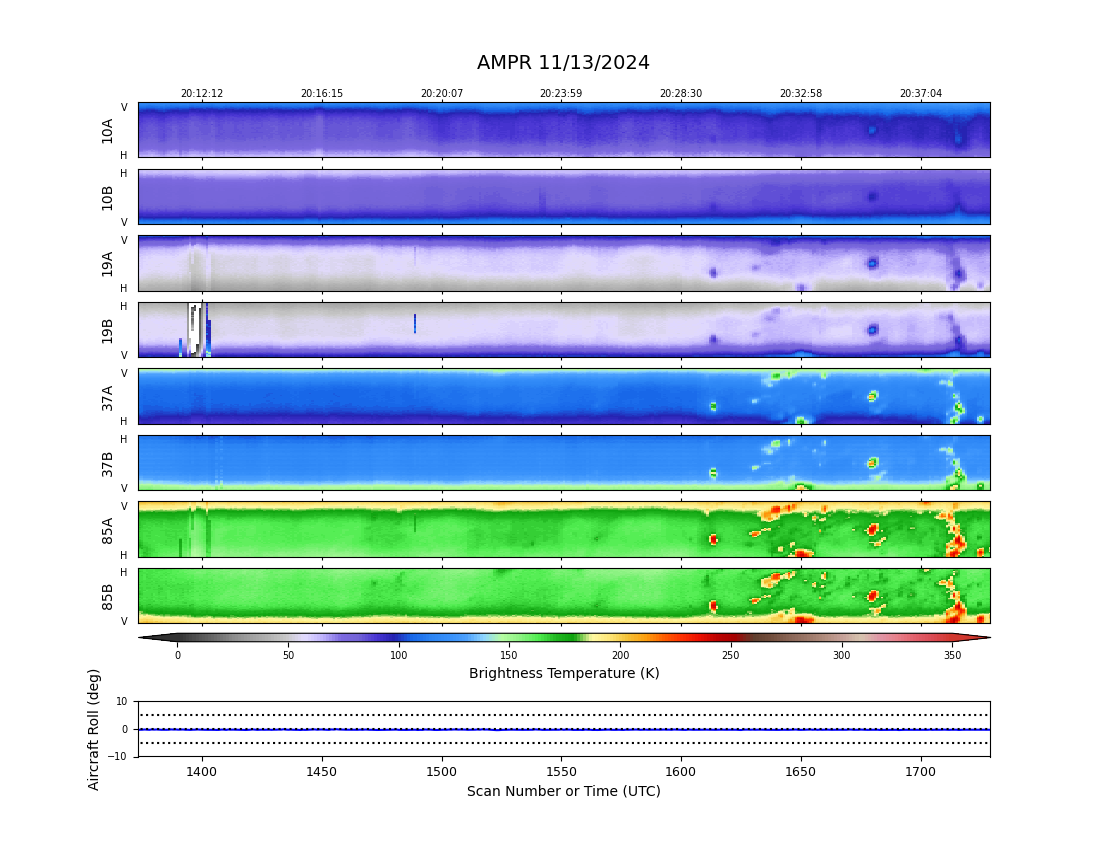 AMPR 11/13/2024
20:12:12 20:16:15 20:20:07 20:23:59 20:28:30 20:32:58 20:37:04
V
10A
H
H
10B
V
V
19A
H
H
19B
V
V
37A
H
H
37B
V
V
85A
H
H
85B
V
0 50 100 150 200 250 300 350
Brightness Temperature (K)
Aircraft Roll (deg)
10
0
−10
1400 1450 1500 1550 1600 1650 1700
Scan Number or Time (UTC)